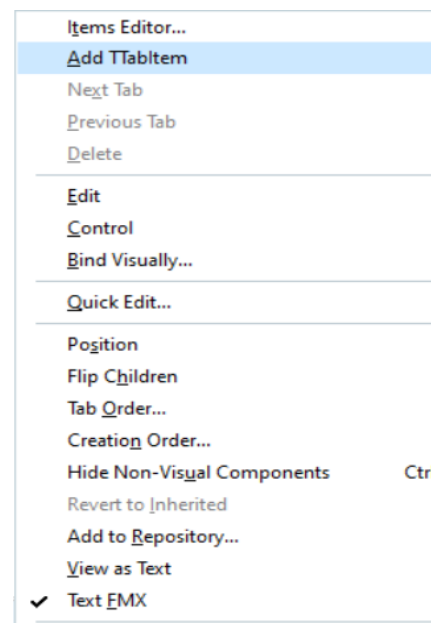 Items Editor...
Add TTabItem
Next Tab
Previous Tab
Delete
Edit
Control
Bind Visually...
Quick Edit...
Position
Flip Children
Tab Order...
Creation Order...
Hide Non-Visual Components Ctr
Revert to Inherited
Add to Repository...
View as Text
Text FMX